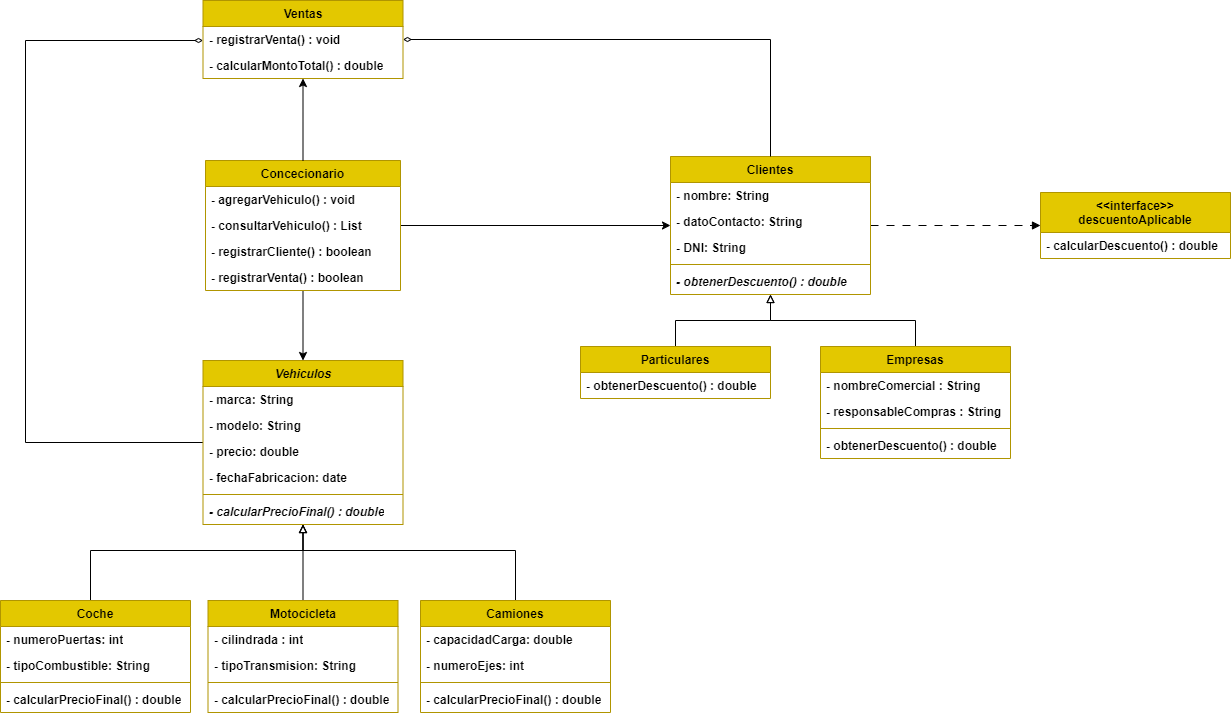 Ventas
- registrarVenta() : void
- calcularMontoTotal() : double
Concecionario
- agregarVehiculo() : void
- consultarVehiculo() : List
- registrarCliente() : boolean
- registrarVenta() : boolean
Clientes
- nombre: String
- datoContacto: String
- DNI: String
- obtenerDescuento() : double
<<interface>>
descuentoAplicable
- calcularDescuento() : double
Particulares
- obtenerDescuento() : double
Empresas
- nombreComercial : String
- responsableCompras : String
- obtenerDescuento() : double
Vehiculos
- marca: String
- modelo: String
- precio: double
- fechaFabricacion: date
- calcularPrecioFinal() : double
Coche
- numeroPuertas: int
- tipoCombustible: String
- calcularPrecioFinal() : double
Motocicleta
- cilindrada : int
- tipoTransmision: String
- calcularPrecioFinal() : double
Camiones
- capacidadCarga: double
- numeroEjes: int
- calcularPrecioFinal() : double